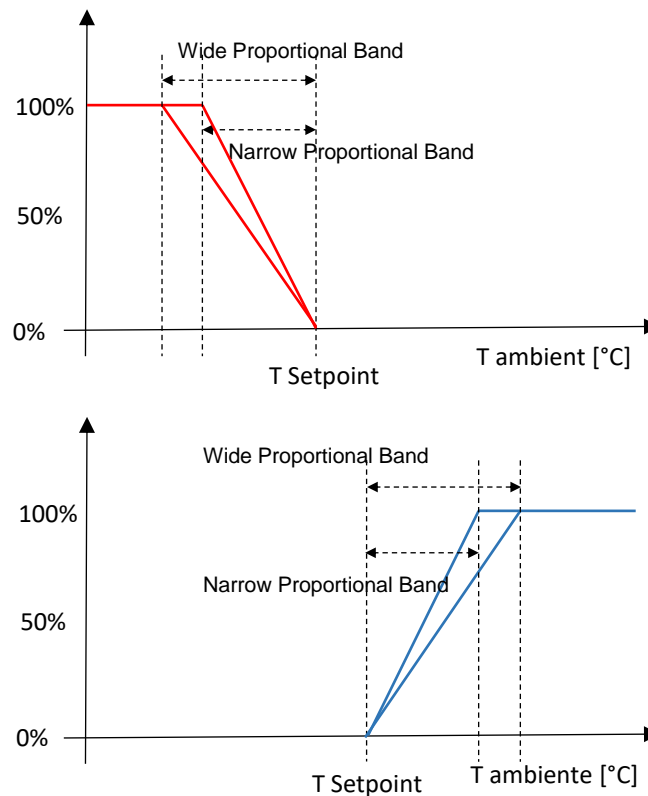 Wide Proportional Band
100%
Narrow Proportional Band
50%
0%
T Setpoint
T ambient [°C]
Wide Proportional Band
100%
Narrow Proportional Band
50%
0%
T Setpoint
T ambiente [°C]